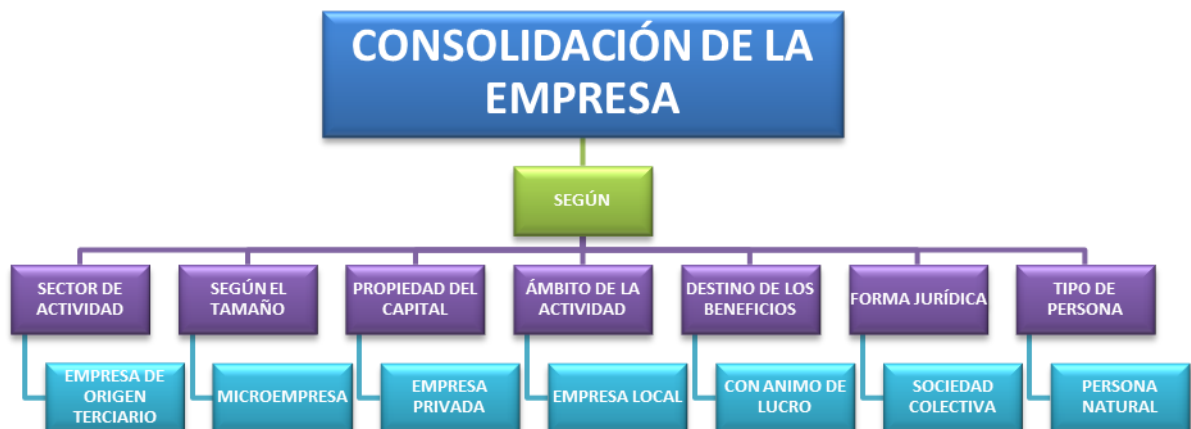 CONSOLIDACIÓN DE LA
EMPRESA
SEGÚN
SECTOR DE
ACTIVIDAD
SEGÚN EL
TAMAÑO
PROPIEDAD DEL
CAPITAL
ÁMBITO DE LA
ACTIVIDAD
DESTINO DE LOS
BENEFICIOS
FORMA JURÍDICA
TIPO DE
PERSONA
EMPRESA DE
ORIGEN
TERCIARIO
MICROEMPRESA
EMPRESA
PRIVADA
EMPRESA LOCAL
CON ANIMO DE
LUCRO
SOCIEDAD
COLECTIVA
PERSONA
NATURAL